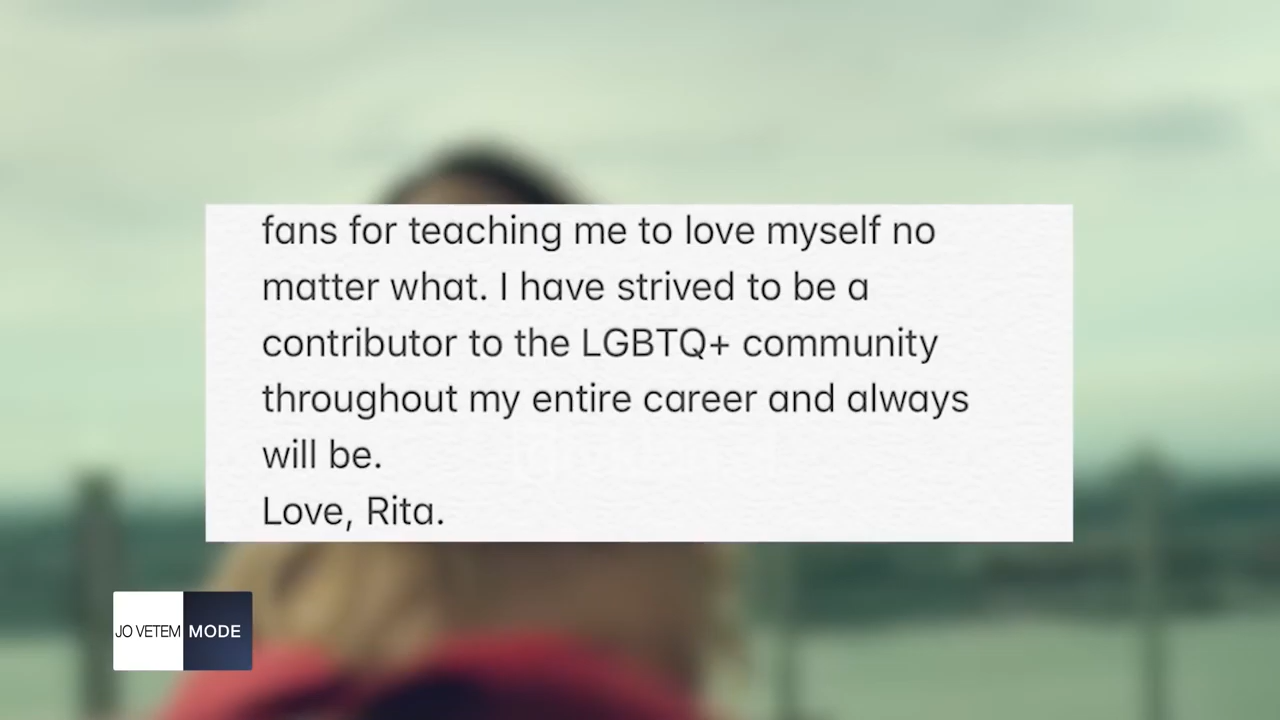 fans for teaching me to love myself no
matter what. I have strived to be a
contributor to the LGBTQ+ community
throughout my entire career and always
will be.
Love, Rita.
JO VETEM MODE